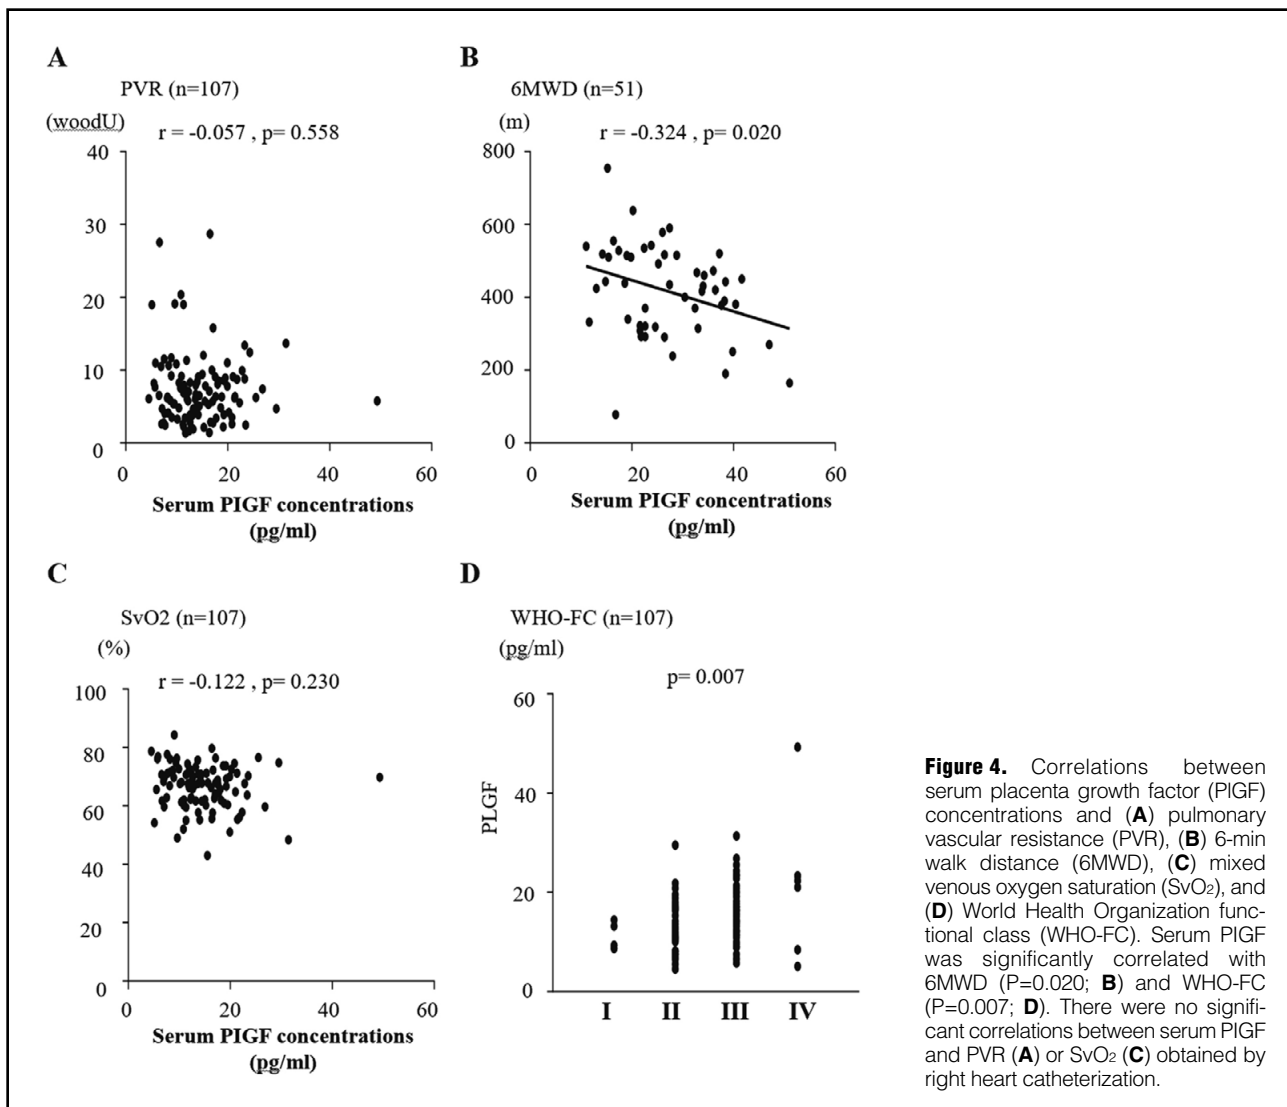 A
PVR (n=107)
(woodU)
r = -0.057 , p= 0.558
40
30
20
10
0
0 20 40 60
Serum PIGF concentrations
(pg/ml)
B
6MWD (n=51)
(m)
r = -0.324 , p= 0.020
800
600
400
200
0
0 20 40 60
Serum PIGF concentrations
(pg/ml)
C
SvO2 (n=107)
(%)
r = -0.122 , p= 0.230
100
80
60
40
20
0
0 20 40 60
Serum PIGF concentrations
(pg/ml)
D
WHO-FC (n=107)
(pg/ml)
p= 0.007
60
40
20
0
PLGF
I II III IV
Figure 4. Correlations between
serum placenta growth factor (PlGF)
concentrations and (A) pulmonary
vascular resistance (PVR), (B) 6-min
walk distance (6MWD), (C) mixed
venous oxygen saturation (SvO2), and
(D) World Health Organization func-
tional class (WHO-FC). Serum PlGF
was significantly correlated with
6MWD (P=0.020; B) and WHO-FC
(P=0.007; D). There were no signifi-
cant correlations between serum PlGF
and PVR (A) or SvO2 (C) obtained by
right heart catheterization.